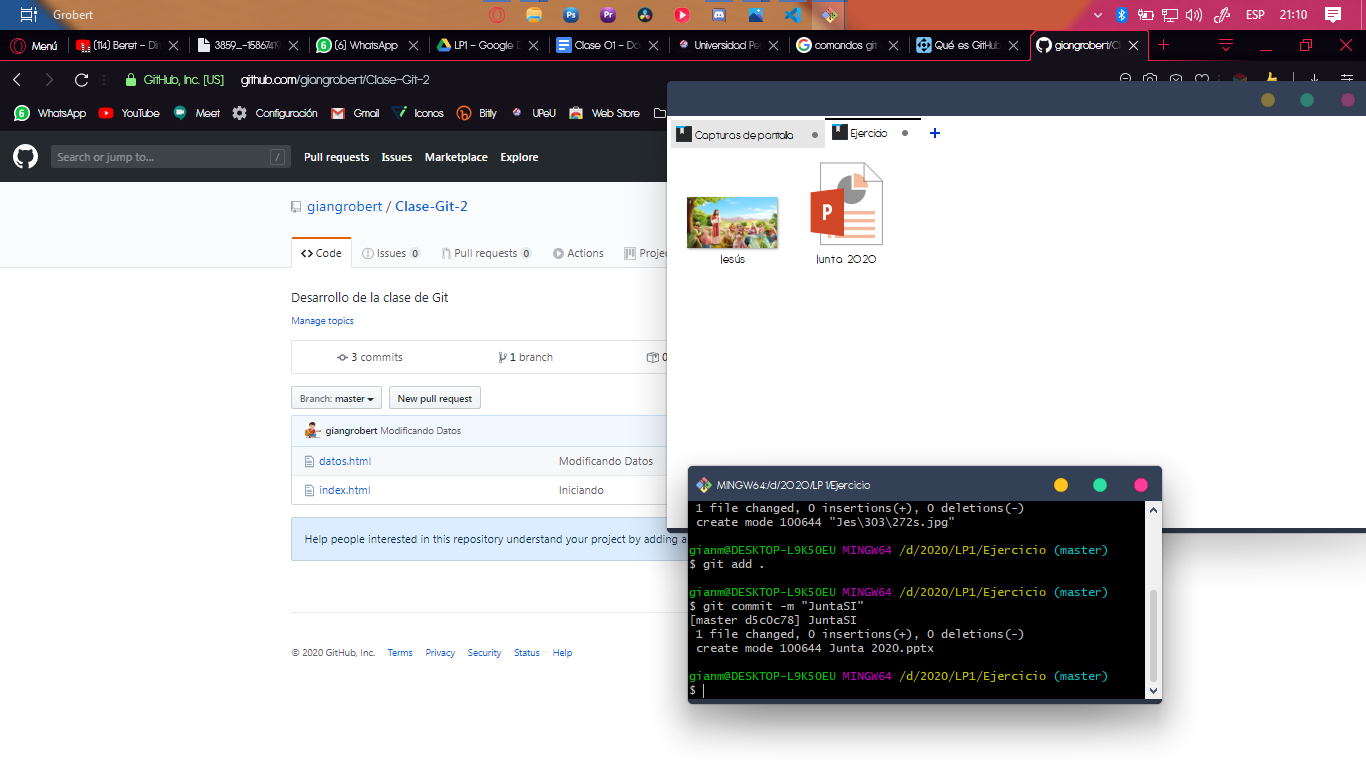 Grobert
ESP 21:10
Menú
(114) Beret - Di
3859_-15867419
(6) WhatsApp
LP1 - Google D
Clase 01 - Do
Universidad Pe
comandos git
Qué es GitHub
giangrobert/Cl
GitHub, Inc. [US] github.com/giangrobert/Clase-Git-2
WhatsApp YouTube Meet Configuración Gmail Iconos Bitly UPeU Web Store
Search or jump to... /
Pull requests Issues Marketplace Explore
giangrobert / Clase-Git-2
Code Issues 0 Pull requests 0 Actions Projec
Desarrollo de la clase de Git
Manage topics
3 commits 1 branch 0
Branch: master New pull request
giangrobert Modificando Datos
datos.html Modificando Datos
index.html Iniciando
Help people interested in this repository understand your project by adding a
© 2020 GitHub, Inc. Terms Privacy Security Status Help
Capturas de pantalla Ejercicio
P
Jesús Junta 2020
MINGW64:/d/2020/LP1/Ejercicio
1 file changed, 0 insertions(+), 0 deletions(-)
create mode 100644 "Jes\303\272s.jpg"
gianm@DESKTOP-L9K5OEU MINGW64 /d/2020/LP1/Ejercicio (master)
$ git add .
gianm@DESKTOP-L9K5OEU MINGW64 /d/2020/LP1/Ejercicio (master)
$ git commit -m "JuntaSI"
[master d5c0c78] JuntaSI
1 file changed, 0 insertions(+), 0 deletions(-)
create mode 100644 Junta 2020.pptx
gianm@DESKTOP-L9K5OEU MINGW64 /d/2020/LP1/Ejercicio (master)
$